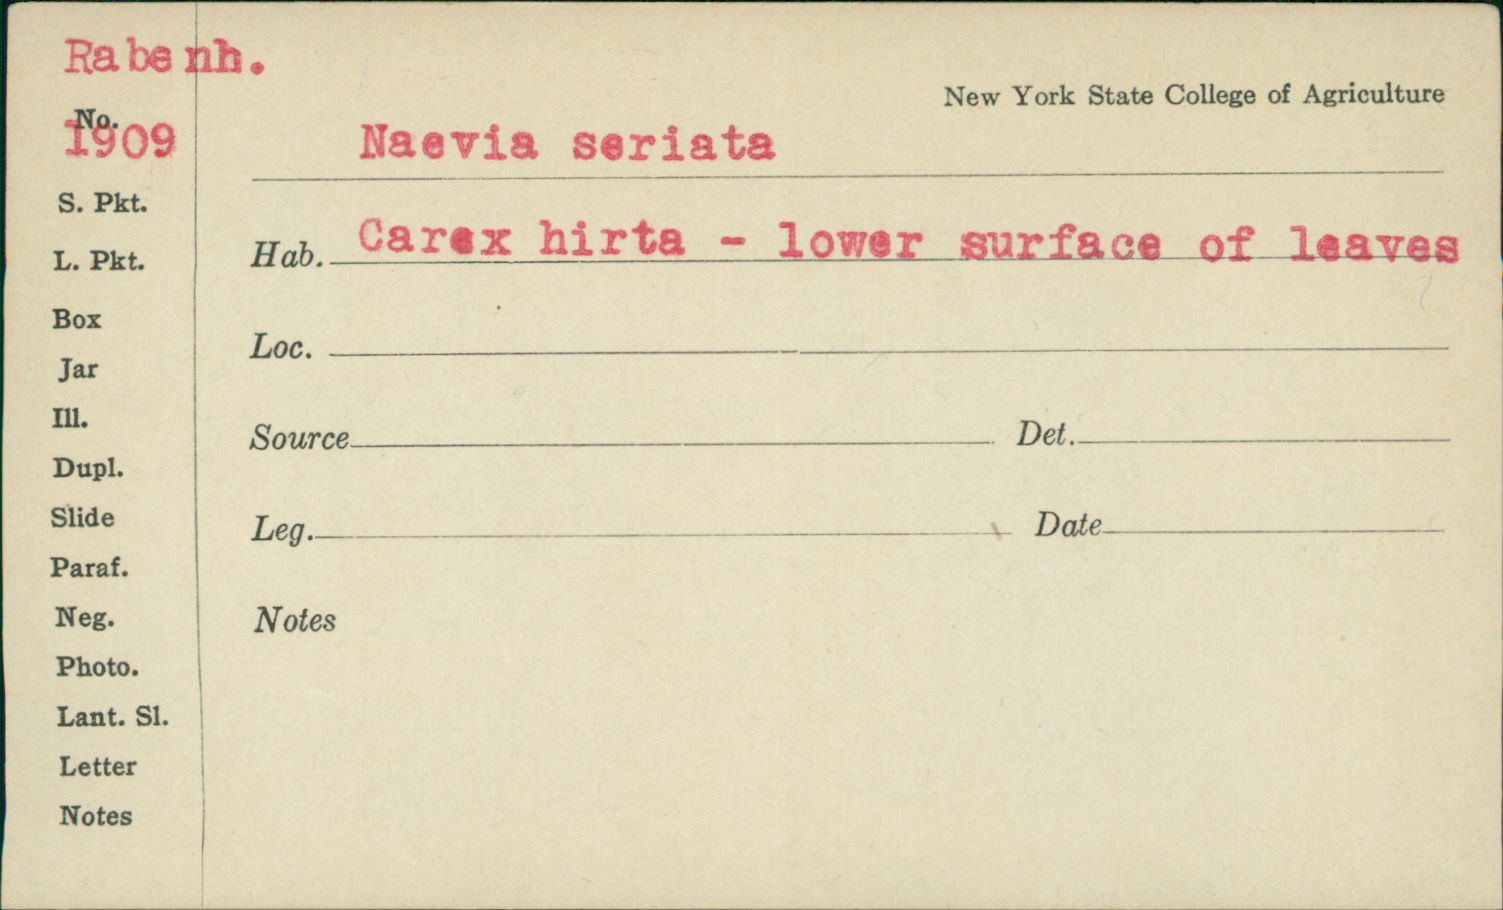 Rabenh.
New York State College of Agriculture
No.
1909
Naevia seriata
S. Pkt.
Hab. Carex hirta - lower surface of leaves
L. Pkt.
Box
Loc.
Jar
Ill.
Source Det.
Dupl.
Slide
Leg. Date
Paraf.
Neg.
Notes
Photo.
Lant. Sl.
Letter
Notes